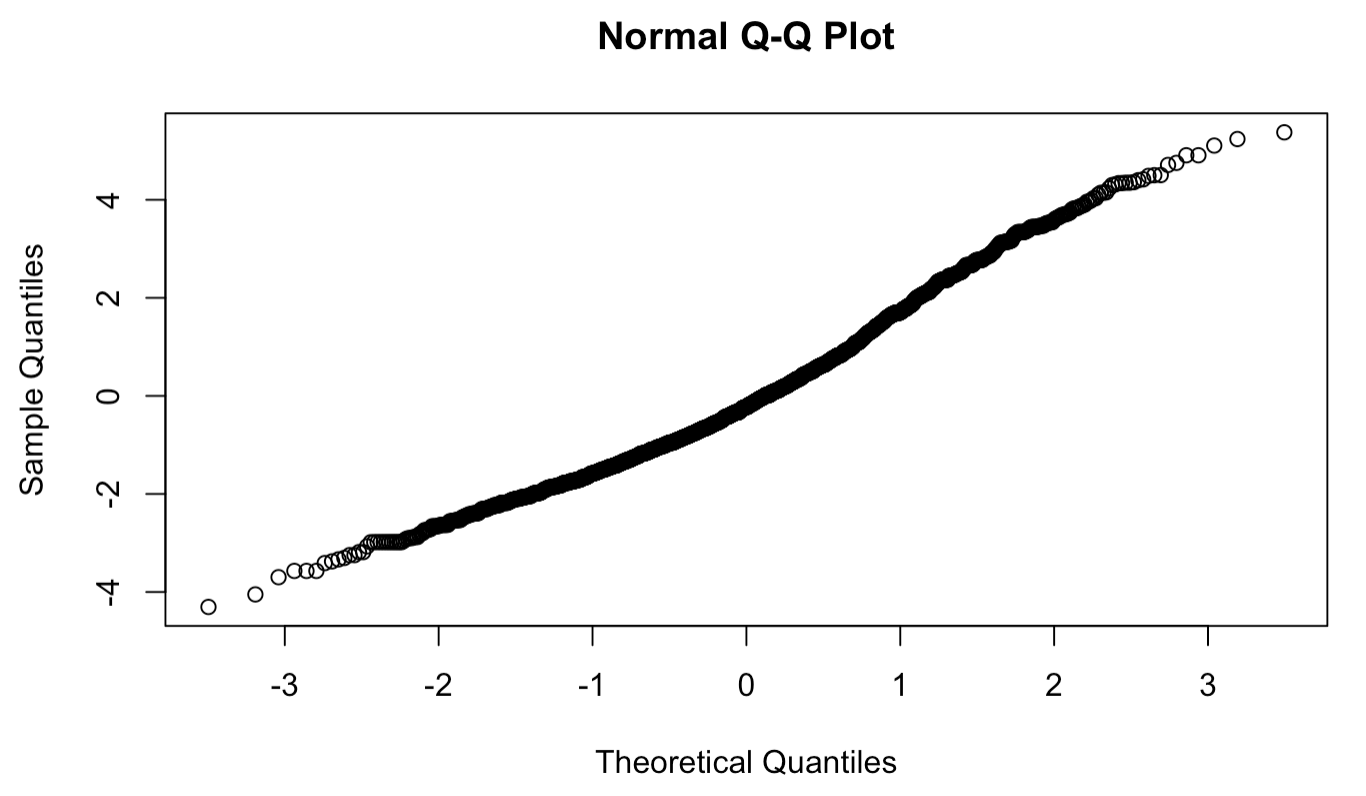 Normal Q-Q Plot
Sample Quantiles
4
2
0
-2
-4
-3 -2 -1 0 1 2 3
Theoretical Quantiles